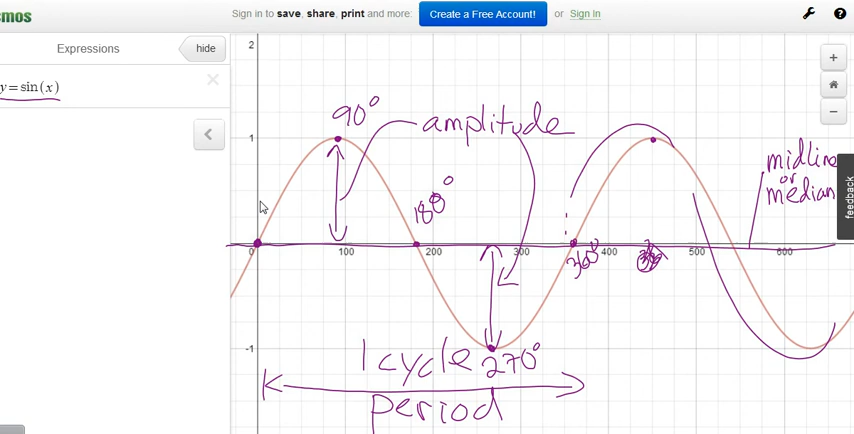 mos
Sign in to save, share, print and more:
Create a Free Account!
or
Sign In
Expressions
hide
y=sin(x)
2
1
-1
0
100
200
300
400
500
600
feedback
90°
amplitude
180°
midline
or
median
1 cycle
270°
period